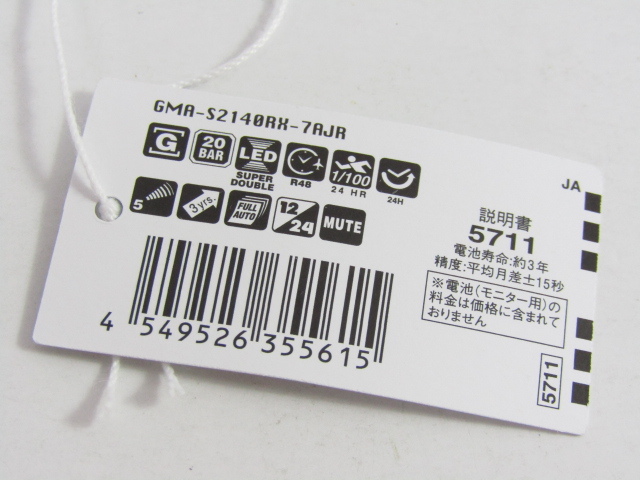 GMA-S2140RX-7AJR
G
20 BAR
LED
SUPER DOUBLE
R48
1/100
24 HR
24H
5
3 yrs.
FULL AUTO
12/24
MUTE
4 549526 355615
JA
説明書
5711
電池寿命:約3年
精度:平均月差±15秒
※電池(モニター用)の
料金は価格に含まれて
おりません
5711